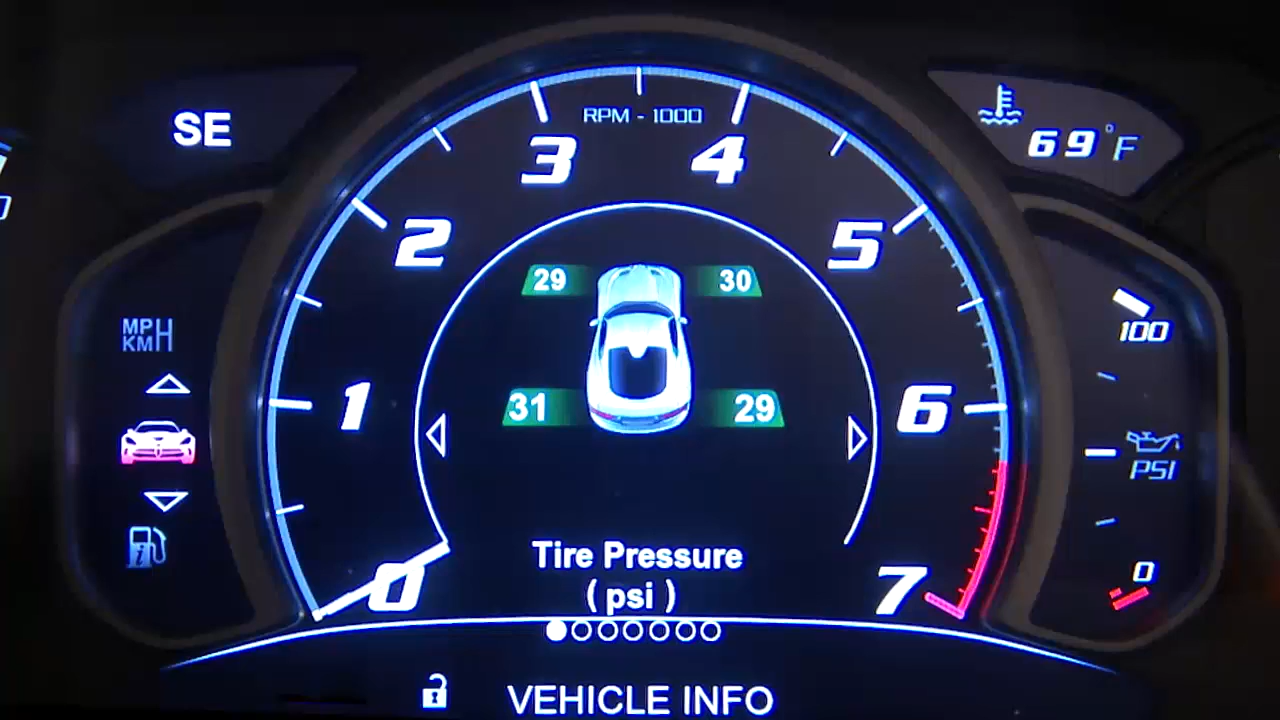 SE
RPM - 1000
69°F
0
1
2
3
4
5
6
7
29
30
31
29
MPH
KM
100
PSI
0
Tire Pressure
( psi )
VEHICLE INFO